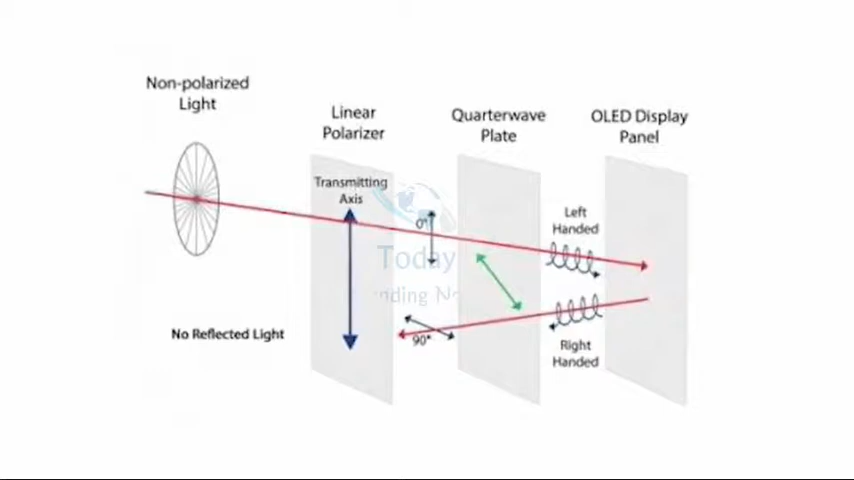 Non-polarized
Light
Linear
Polarizer
Quarterwave
Plate
OLED Display
Panel
Transmitting
Axis
0°
Left
Handed
Today
No Reflected Light
90°
Right
Handed